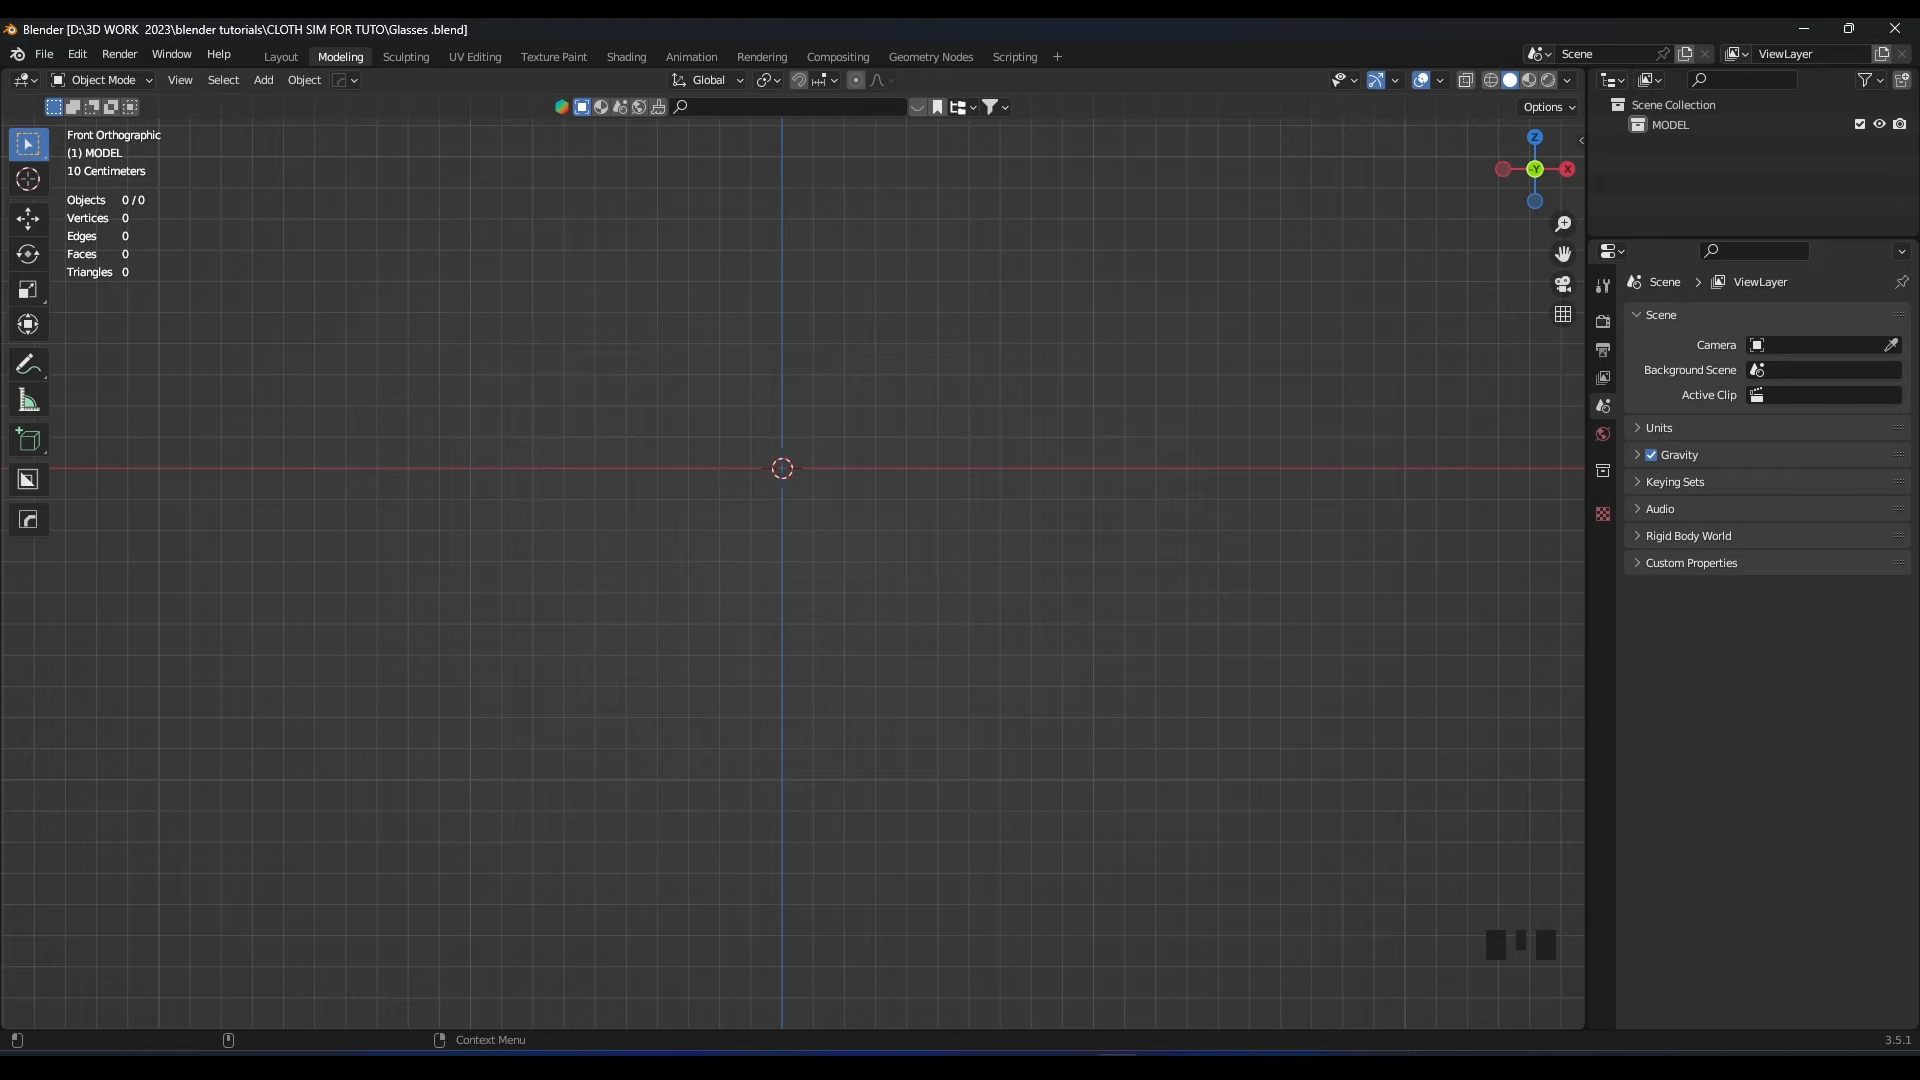 Blender [D:\3D WORK  2023\blender tutorials\CLOTH SIM FOR TUTO\Glasses .blend]
File Edit Render Window Help Layout Modeling Sculpting UV Editing Texture Paint Shading Animation Rendering Compositing Geometry Nodes Scripting + Scene ViewLayer
Object Mode View Select Add Object Global
Options
Scene Collection
MODEL
Front Orthographic
(1) MODEL
10 Centimeters
Objects 0 / 0
Vertices 0
Edges 0
Faces 0
Triangles 0
Z
-Y
X
Scene > ViewLayer
Scene
Camera
Background Scene
Active Clip
Units
Gravity
Keying Sets
Audio
Rigid Body World
Custom Properties
Context Menu
3.5.1